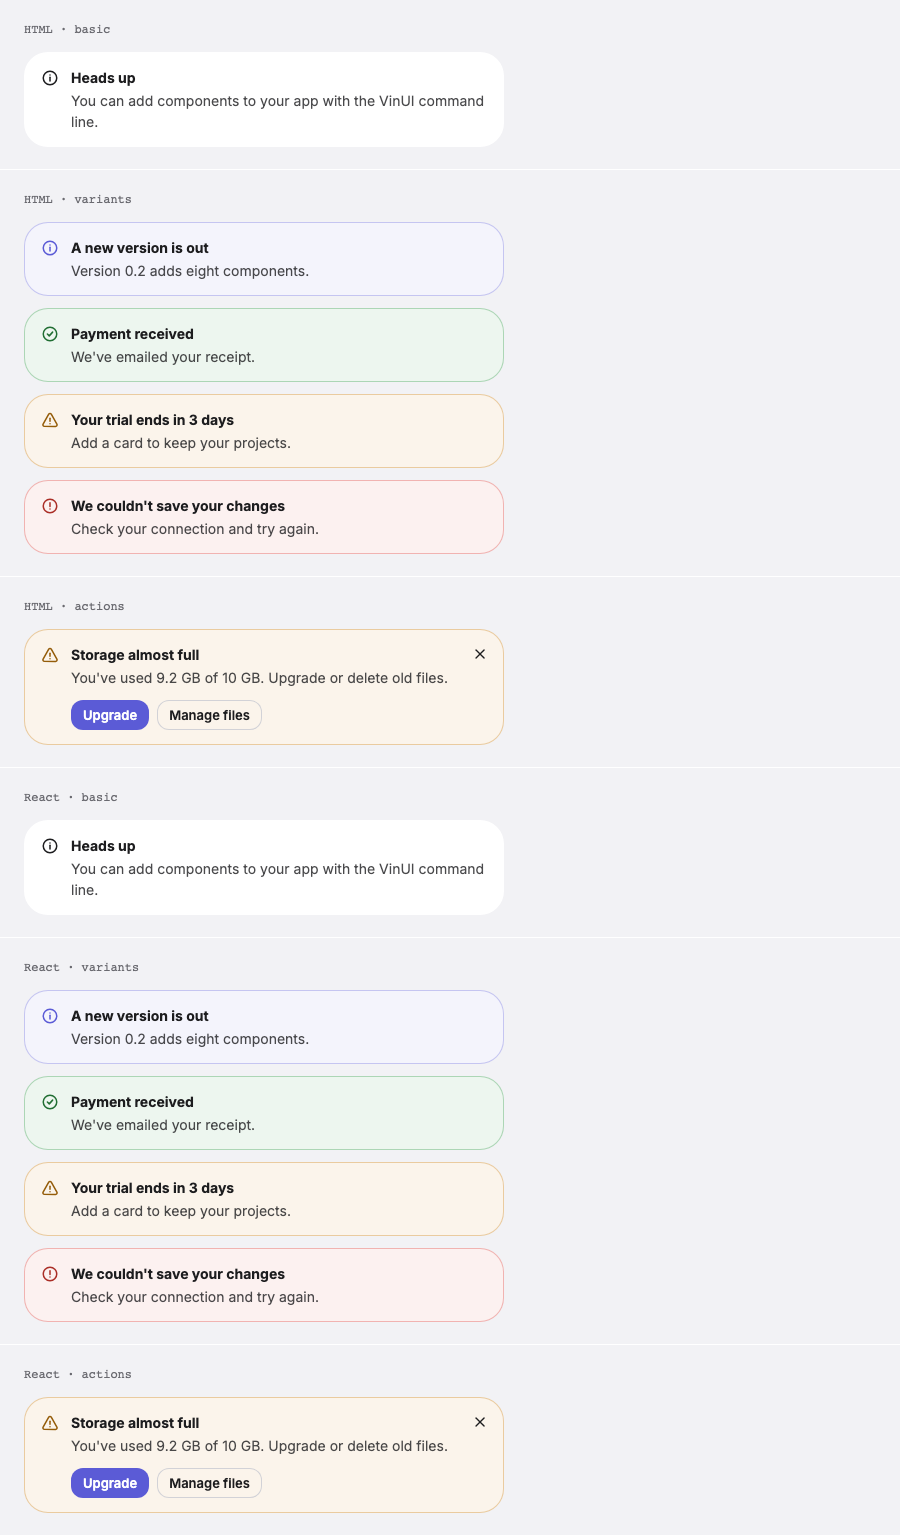 HTML · basic
Heads up
You can add components to your app with the VinUI command
line.
HTML · variants
A new version is out
Version 0.2 adds eight components.
Payment received
We've emailed your receipt.
Your trial ends in 3 days
Add a card to keep your projects.
We couldn't save your changes
Check your connection and try again.
HTML · actions
Storage almost full
You've used 9.2 GB of 10 GB. Upgrade or delete old files.
Upgrade
Manage files
React · basic
Heads up
You can add components to your app with the VinUI command
line.
React · variants
A new version is out
Version 0.2 adds eight components.
Payment received
We've emailed your receipt.
Your trial ends in 3 days
Add a card to keep your projects.
We couldn't save your changes
Check your connection and try again.
React · actions
Storage almost full
You've used 9.2 GB of 10 GB. Upgrade or delete old files.
Upgrade
Manage files